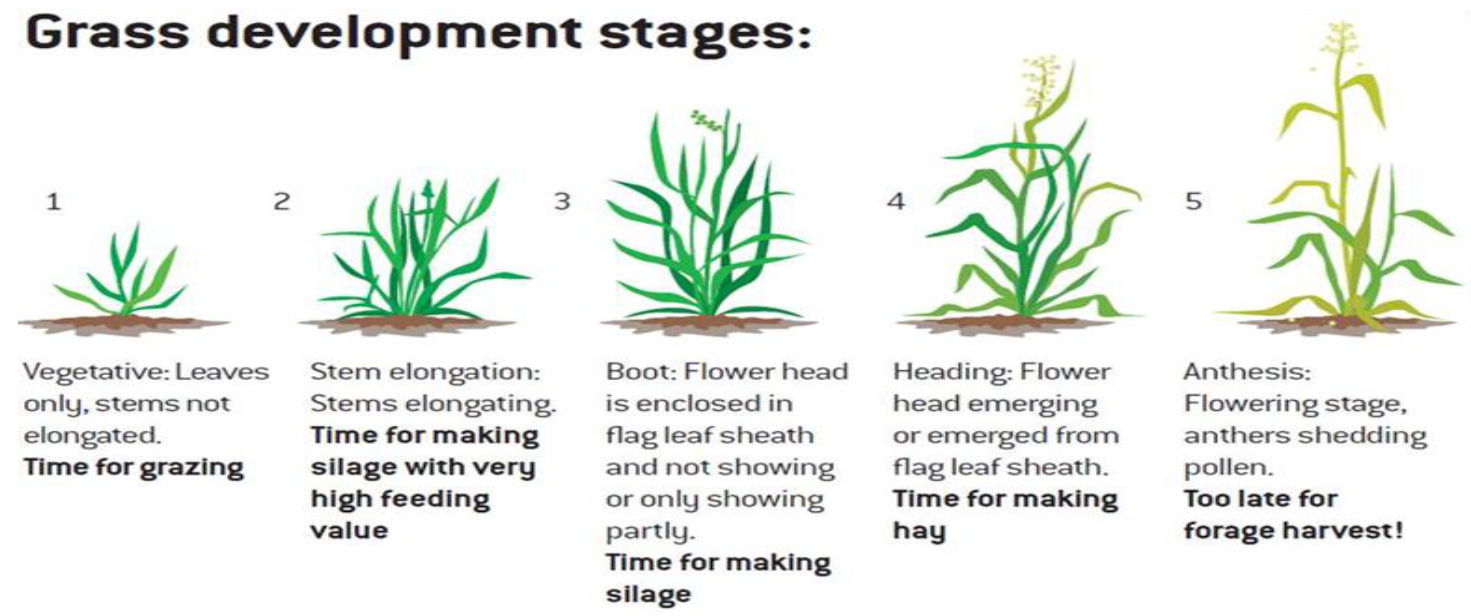 Grass development stages:
1
Vegetative: Leaves
only, stems not
elongated.
Time for grazing
2
Stem elongation:
Stems elongating.
Time for making
silage with very
high feeding
value
3
Boot: Flower head
is enclosed in
flag leaf sheath
and not showing
or only showing
partly.
Time for making
silage
4
Heading: Flower
head emerging
or emerged from
flag leaf sheath.
Time for making
hay
5
Anthesis:
Flowering stage,
anthers shedding
pollen.
Too late for
forage harvest!